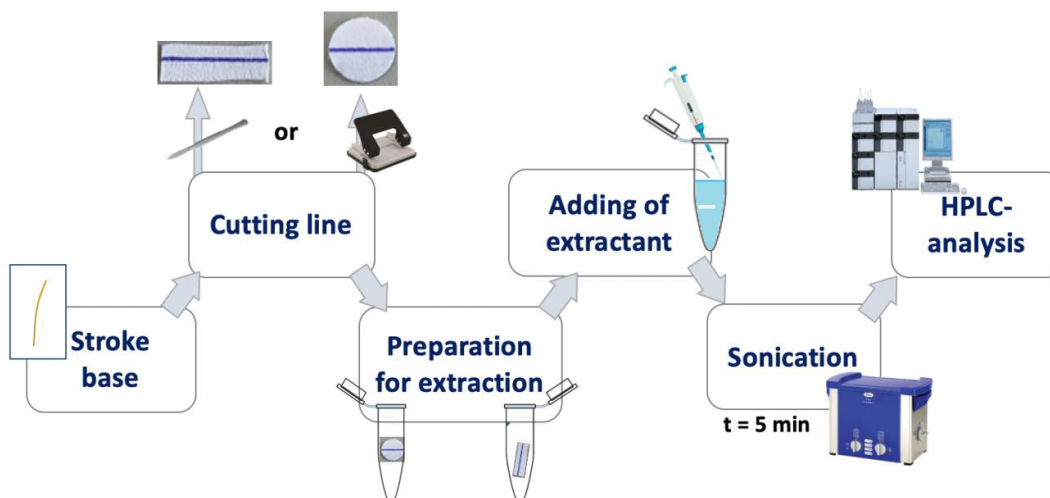 or
Cutting line
Adding of
extractant
HPLC-
analysis
Stroke
base
Preparation
for extraction
Sonication
t = 5 min